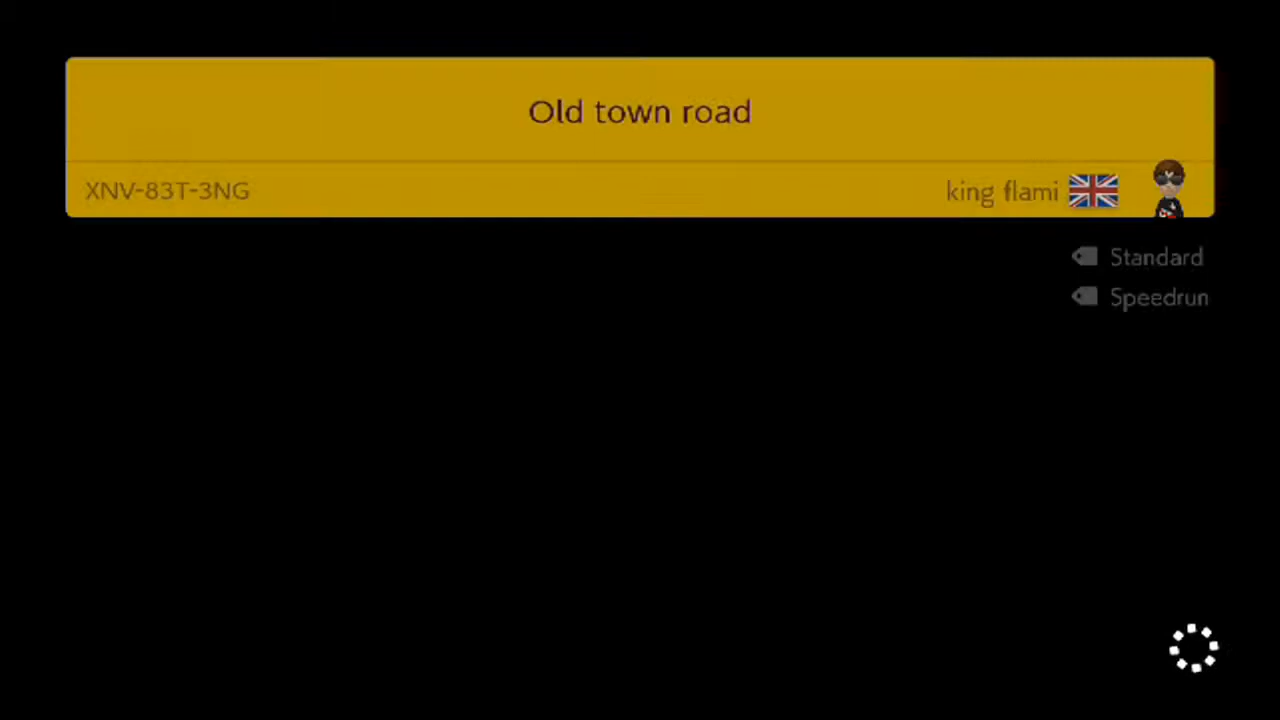 Old town road
XNV-83T-3NG
king flami
Standard
Speedrun